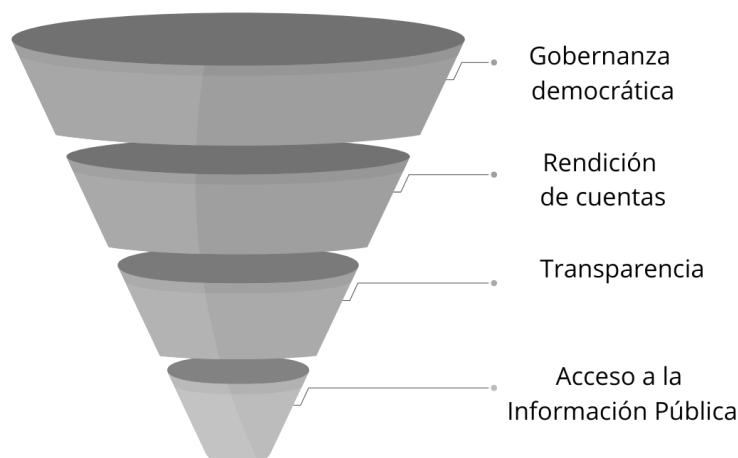 Gobernanza
democrática
Rendición
de cuentas
Transparencia
Acceso a la
Información Pública